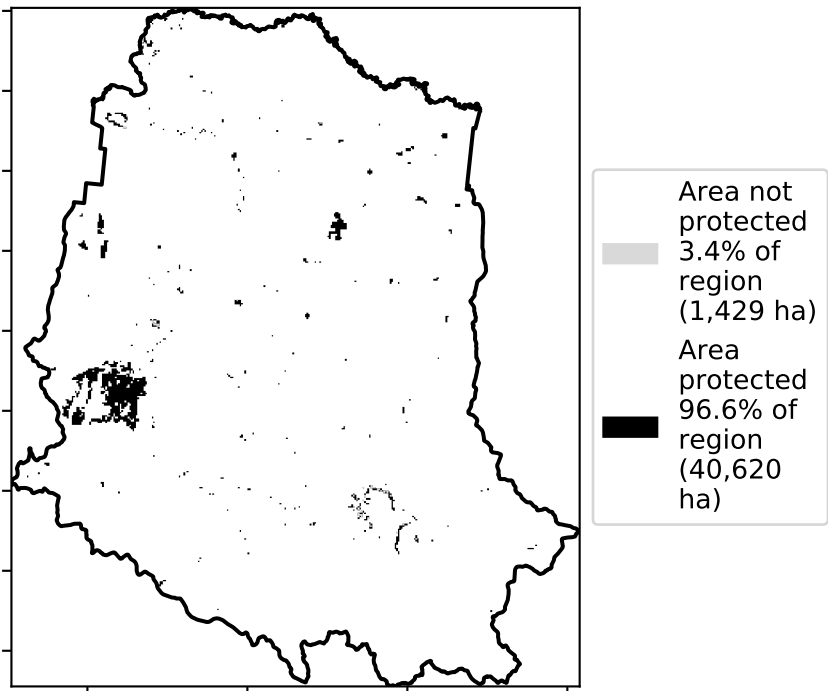 Area not
protected
3.4% of
region
(1,429 ha)
Area
protected
96.6% of
region
(40,620
ha)